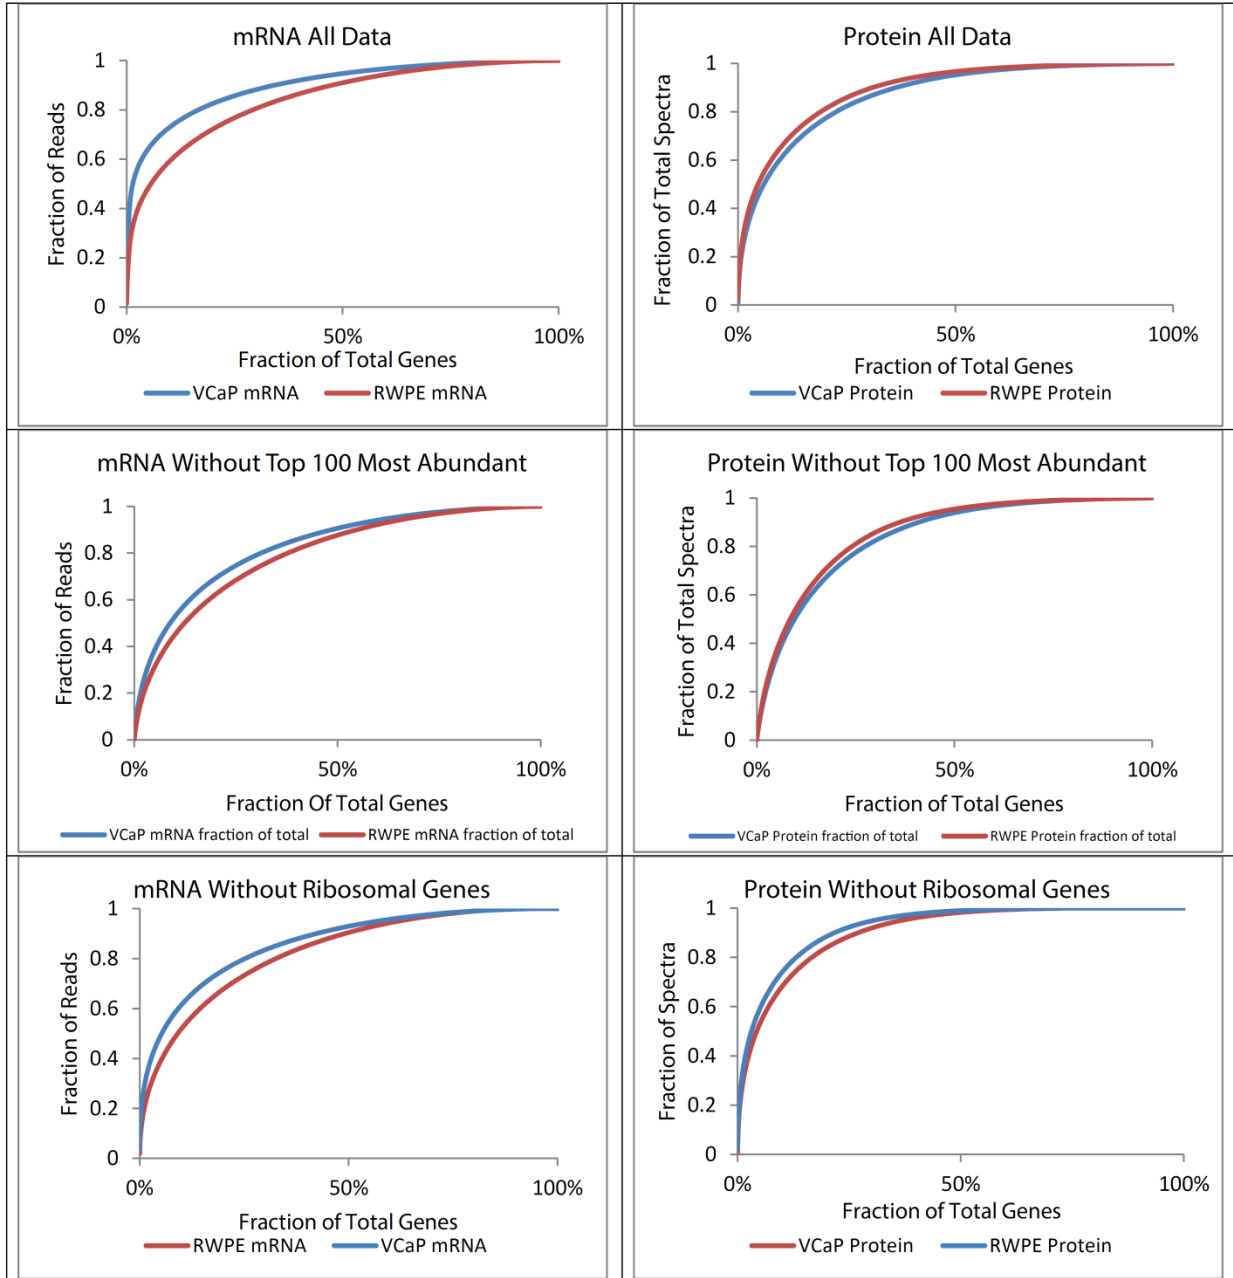 mRNA All Data
1
0.8
0.6
0.4
0.2
0
Fraction of Reads
0% 50% 100%
Fraction of Total Genes
VCaP mRNA RWPE mRNA
Protein All Data
1
0.8
0.6
0.4
0.2
0
Fraction of Total Spectra
0% 50% 100%
Fraction of Total Genes
VCaP Protein RWPE Protein
mRNA Without Top 100 Most Abundant
1
0.8
0.6
0.4
0.2
0
Fraction of Reads
0% 50% 100%
Fraction Of Total Genes
VCaP mRNA fraction of total RWPE mRNA fraction of total
Protein Without Top 100 Most Abundant
1
0.8
0.6
0.4
0.2
0
Fraction of Total Spectra
0% 50% 100%
Fraction of Total Genes
VCaP Protein fraction of total RWPE Protein fraction of total
mRNA Without Ribosomal Genes
1
0.8
0.6
0.4
0.2
0
Fraction of Reads
0% 50% 100%
Fraction of Total Genes
RWPE mRNA VCaP mRNA
Protein Without Ribosomal Genes
1
0.8
0.6
0.4
0.2
0
Fraction of Spectra
0% 50% 100%
Fraction of Total Genes
VCaP Protein RWPE Protein